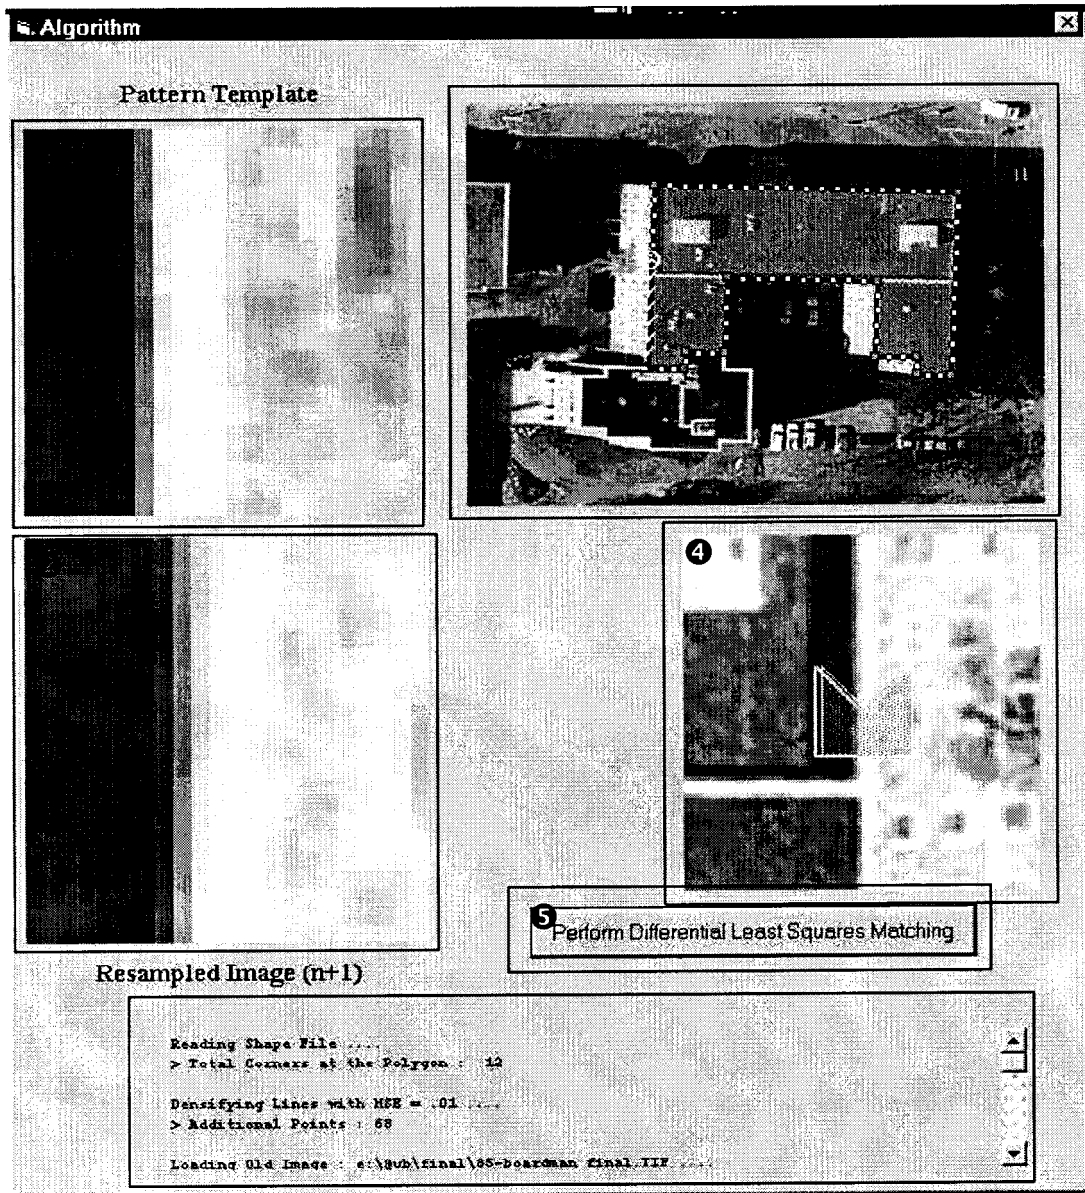 Algorithm
Pattern Template
4
5
Perform Differential Least Squares Matching
Resampled Image (n+1)
Reading Shape File ....
> Total Corners at the Polygon : 12
Densifying Lines with MSE = .01 ....
> Additional Points : 68
Loading Old Image : e:\Bub\final\85-boardman final.TIF ....